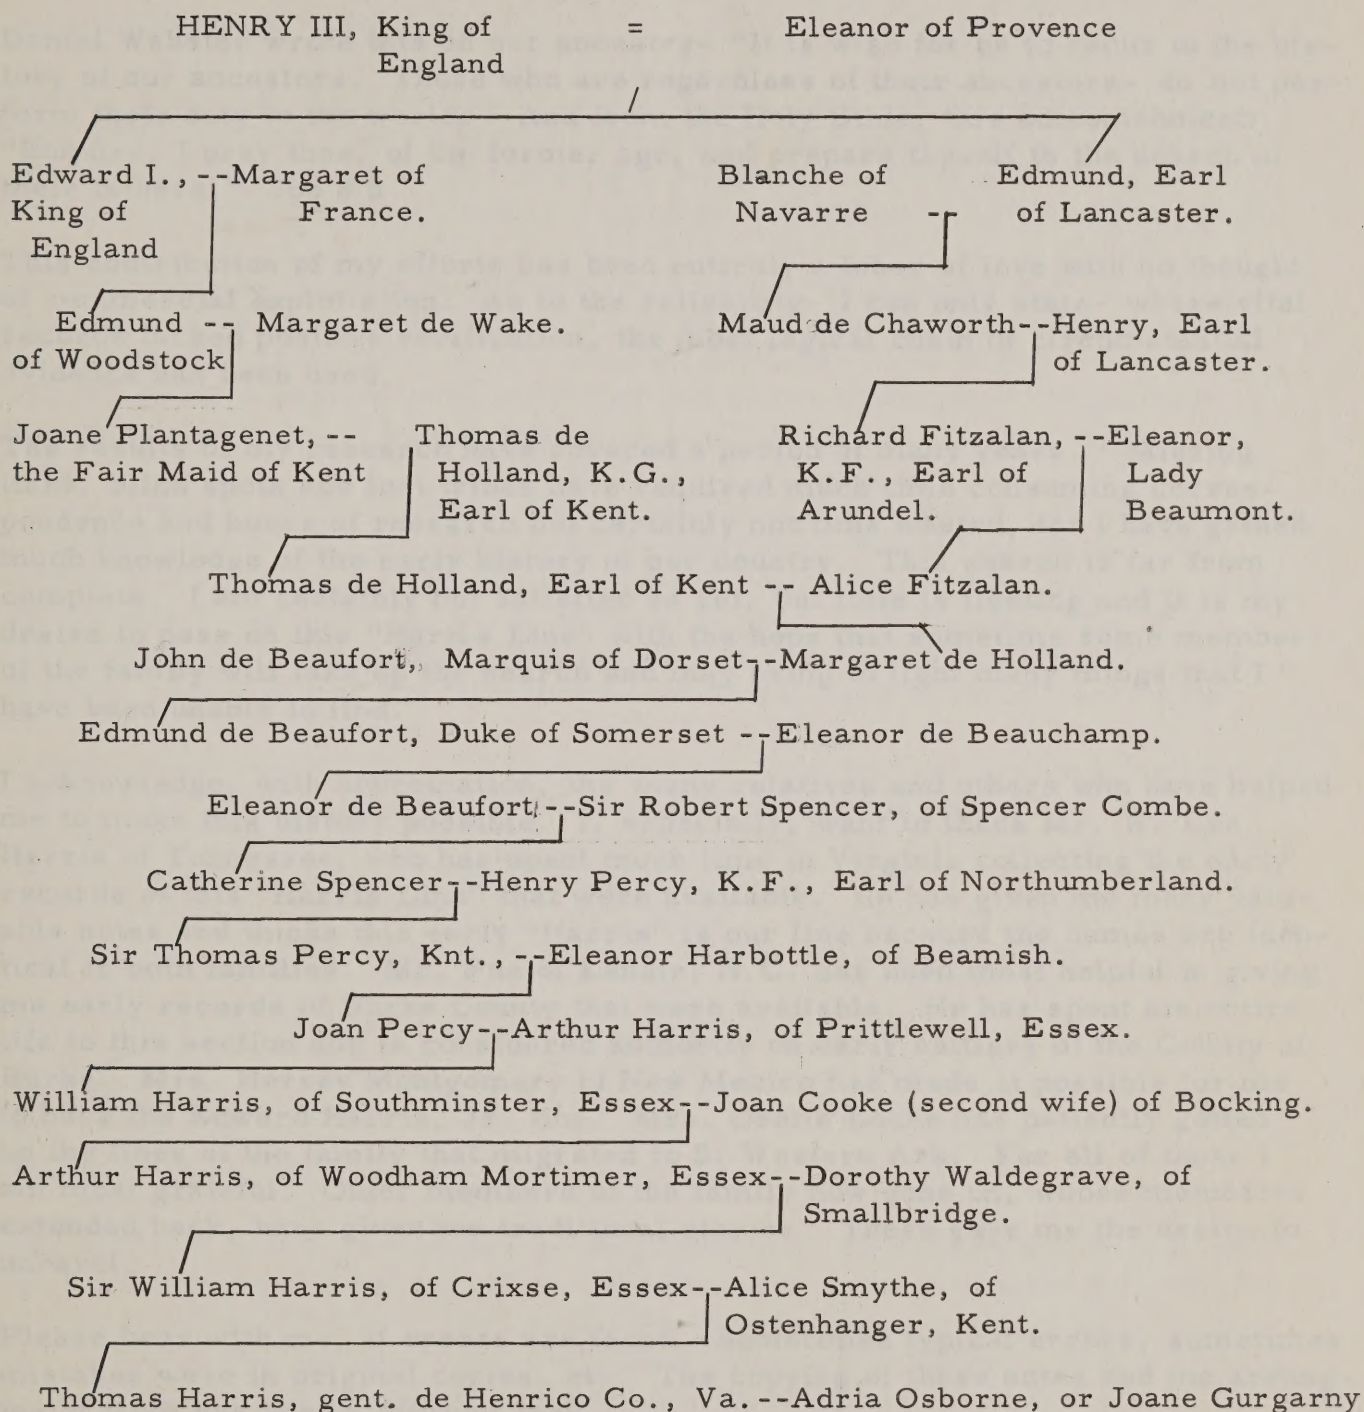 HENRY III, King of = Eleanor of Provence
England
Edward I., --Margaret of Blanche of Edmund, Earl
King of France. Navarre -- of Lancaster.
England
Edmund -- Margaret de Wake. Maud de Chaworth--Henry, Earl
of Woodstock of Lancaster.
Joane Plantagenet, -- Thomas de Richard Fitzalan, --Eleanor,
the Fair Maid of Kent Holland, K.G., K.F., Earl of Lady
Earl of Kent. Arundel. Beaumont.
Thomas de Holland, Earl of Kent -- Alice Fitzalan.
John de Beaufort, Marquis of Dorset--Margaret de Holland.
Edmund de Beaufort, Duke of Somerset --Eleanor de Beauchamp.
Eleanor de Beaufort, --Sir Robert Spencer, of Spencer Combe.
Catherine Spencer--Henry Percy, K.F., Earl of Northumberland.
Sir Thomas Percy, Knt., --Eleanor Harbottle, of Beamish.
Joan Percy--Arthur Harris, of Prittlewell, Essex.
William Harris, of Southminster, Essex--Joan Cooke (second wife) of Bocking.
Arthur Harris, of Woodham Mortimer, Essex--Dorothy Waldegrave, of
Smallbridge.
Sir William Harris, of Crixse, Essex--Alice Smythe, of
Ostenhanger, Kent.
Thomas Harris, gent. de Henrico Co., Va. --Adria Osborne, or Joane Gurgarny